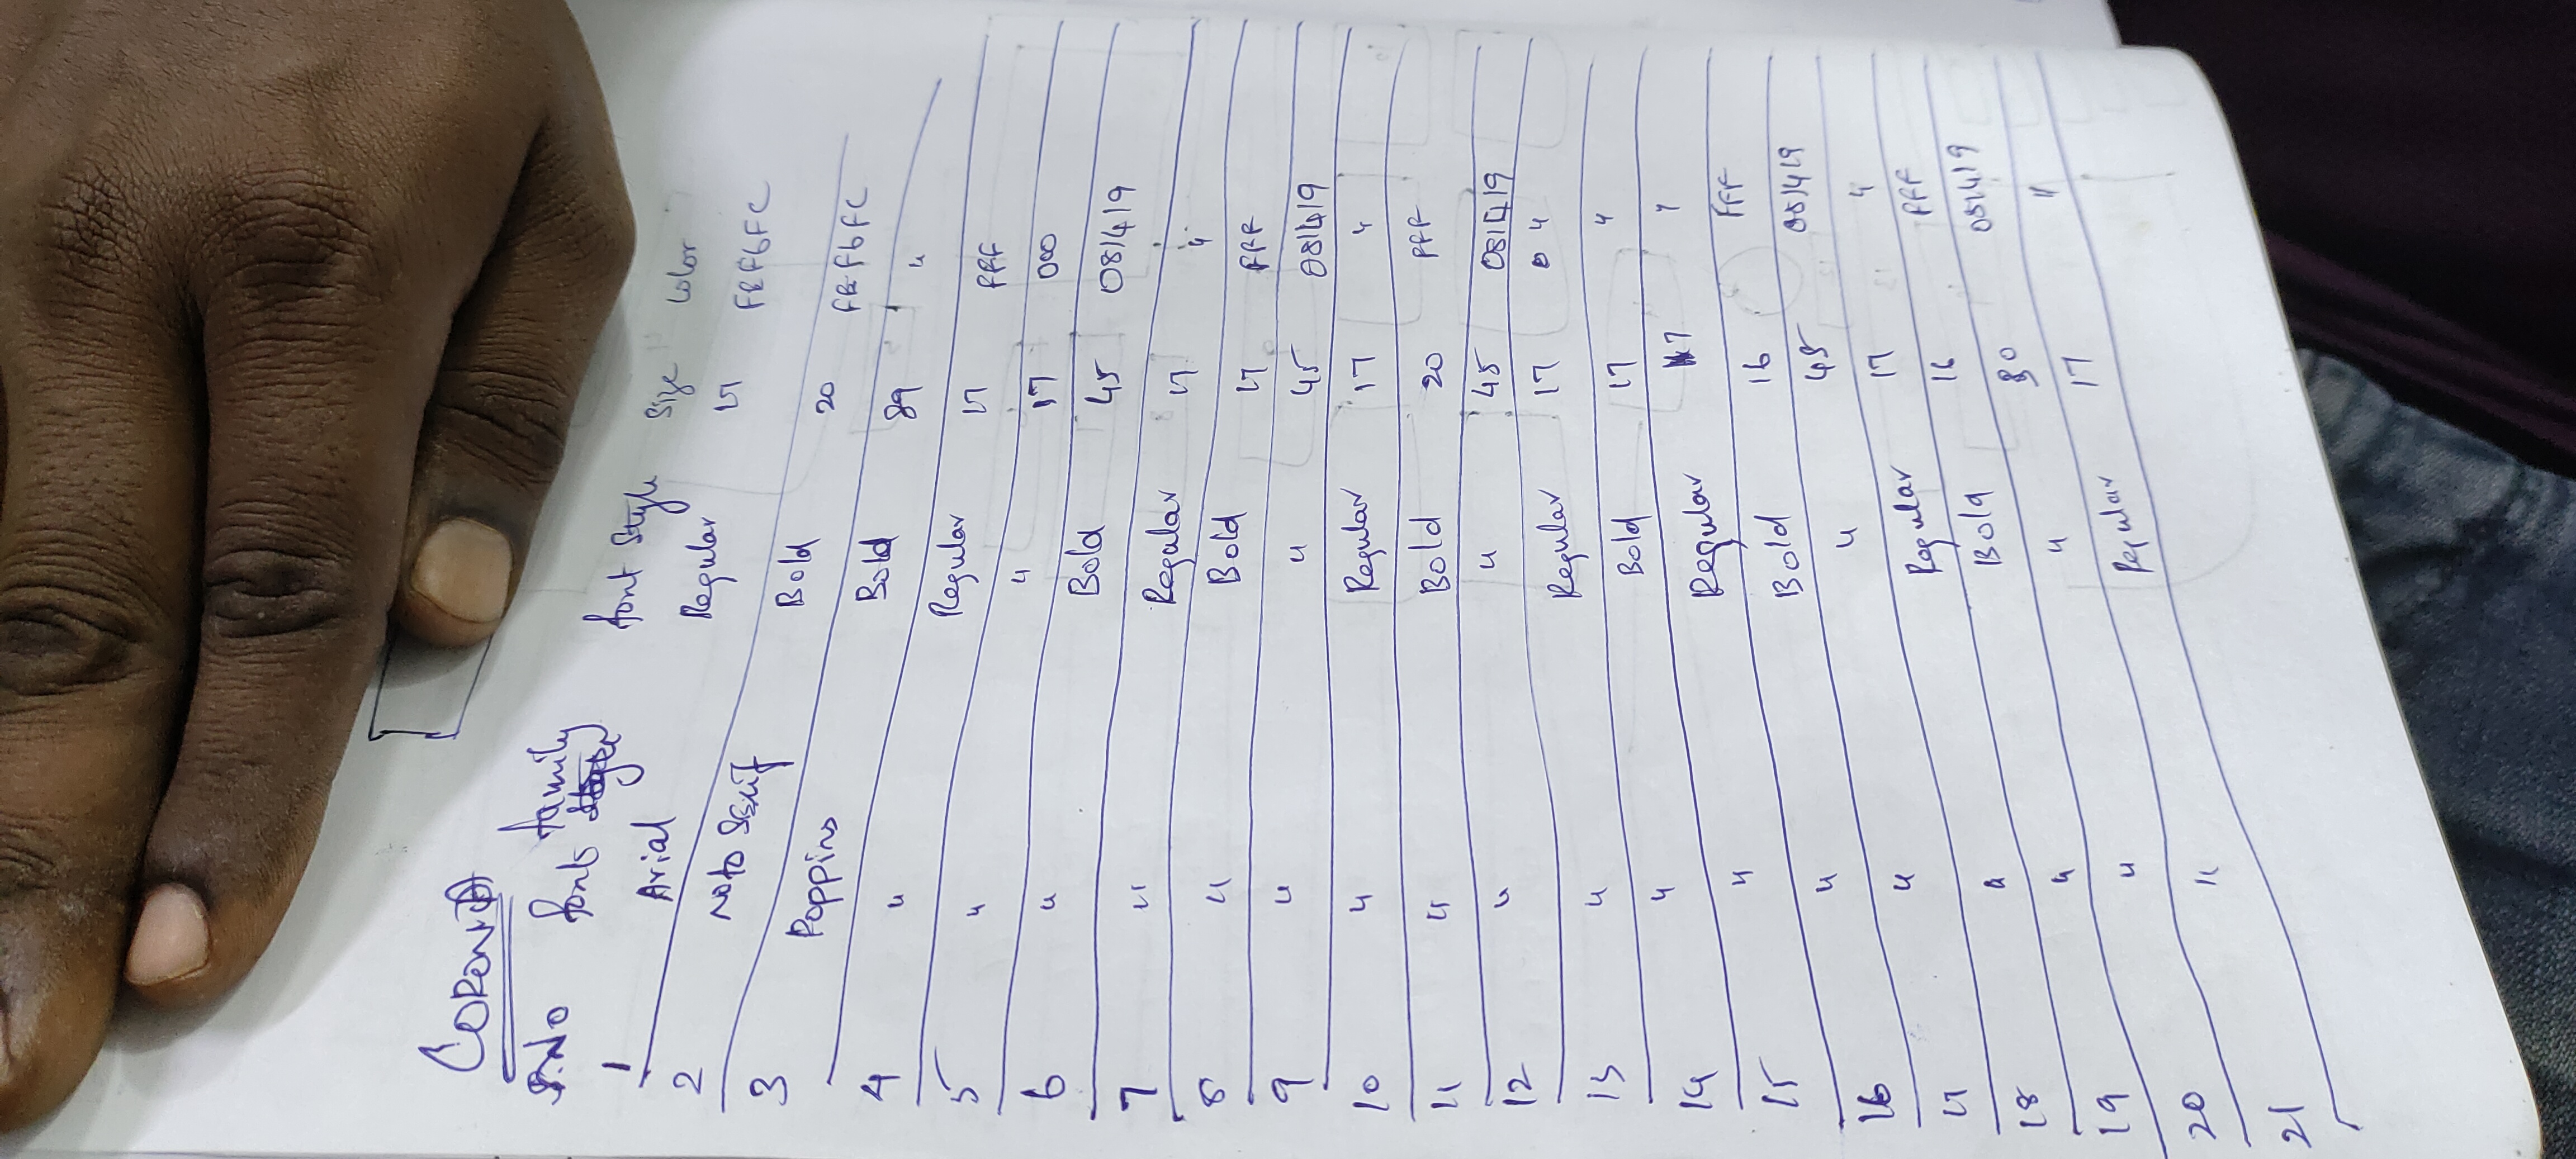 CORONA
S.No font family font Style Size Color
1 Arial Regular 17 FEF6FC
2 Noto Serif Bold 20 FEF6FC
3 Poppins Bold 89 "
4 " Regular 17 FFF
5 " " 17 000
6 " Bold 45 081419
7 " Regular 17 "
8 " Bold 17 FFF
9 " " 45 081419
10 " Regular 17 "
11 " Bold 20 FFF
12 " " 45 081419
13 " Regular 17 "
14 " Bold 17 "
15 " Regular 17 "
16 " Bold 16 FFF
17 " " 45 081419
18 " Regular 17 "
19 " Bold 16 FFF
20 " " 081419
21 " Regular 17 "